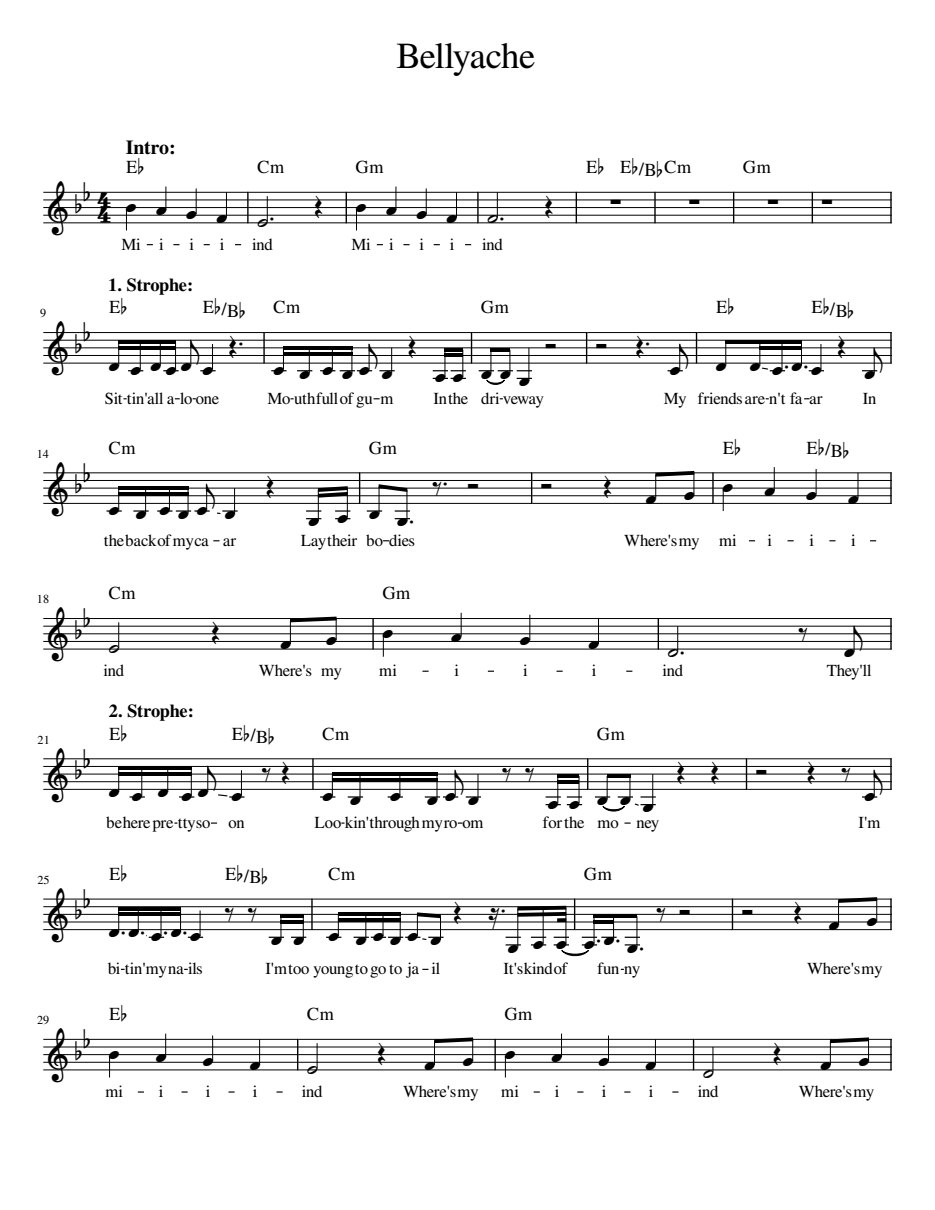 Bellyache
Intro:
E♭ Cm Gm E♭ E♭/B♭ Cm Gm
Mi - i - i - i - ind Mi - i - i - i - ind
1. Strophe:
9 E♭ E♭/B♭ Cm Gm E♭ E♭/B♭
Sit-tin'all a-lo-one Mo-uthfull of gu-m In the dri-veway My friends are-n't fa-ar In
14 Cm Gm E♭ E♭/B♭
the back of my ca-ar Lay their bo-dies Where's my mi - i - i - i -
18 Cm Gm
ind Where's my mi - i - i - i - ind They'll
2. Strophe:
21 E♭ E♭/B♭ Cm Gm
be here pre-tty so- on Loo-kin'through my ro-om for the mo-ney I'm
25 E♭ E♭/B♭ Cm Gm
bi-tin'my na-ils I'm too young to go to ja-il It's kind of fun-ny Where's my
29 E♭ Cm Gm
mi - i - i - i - ind Where's my mi - i - i - i - ind Where's my